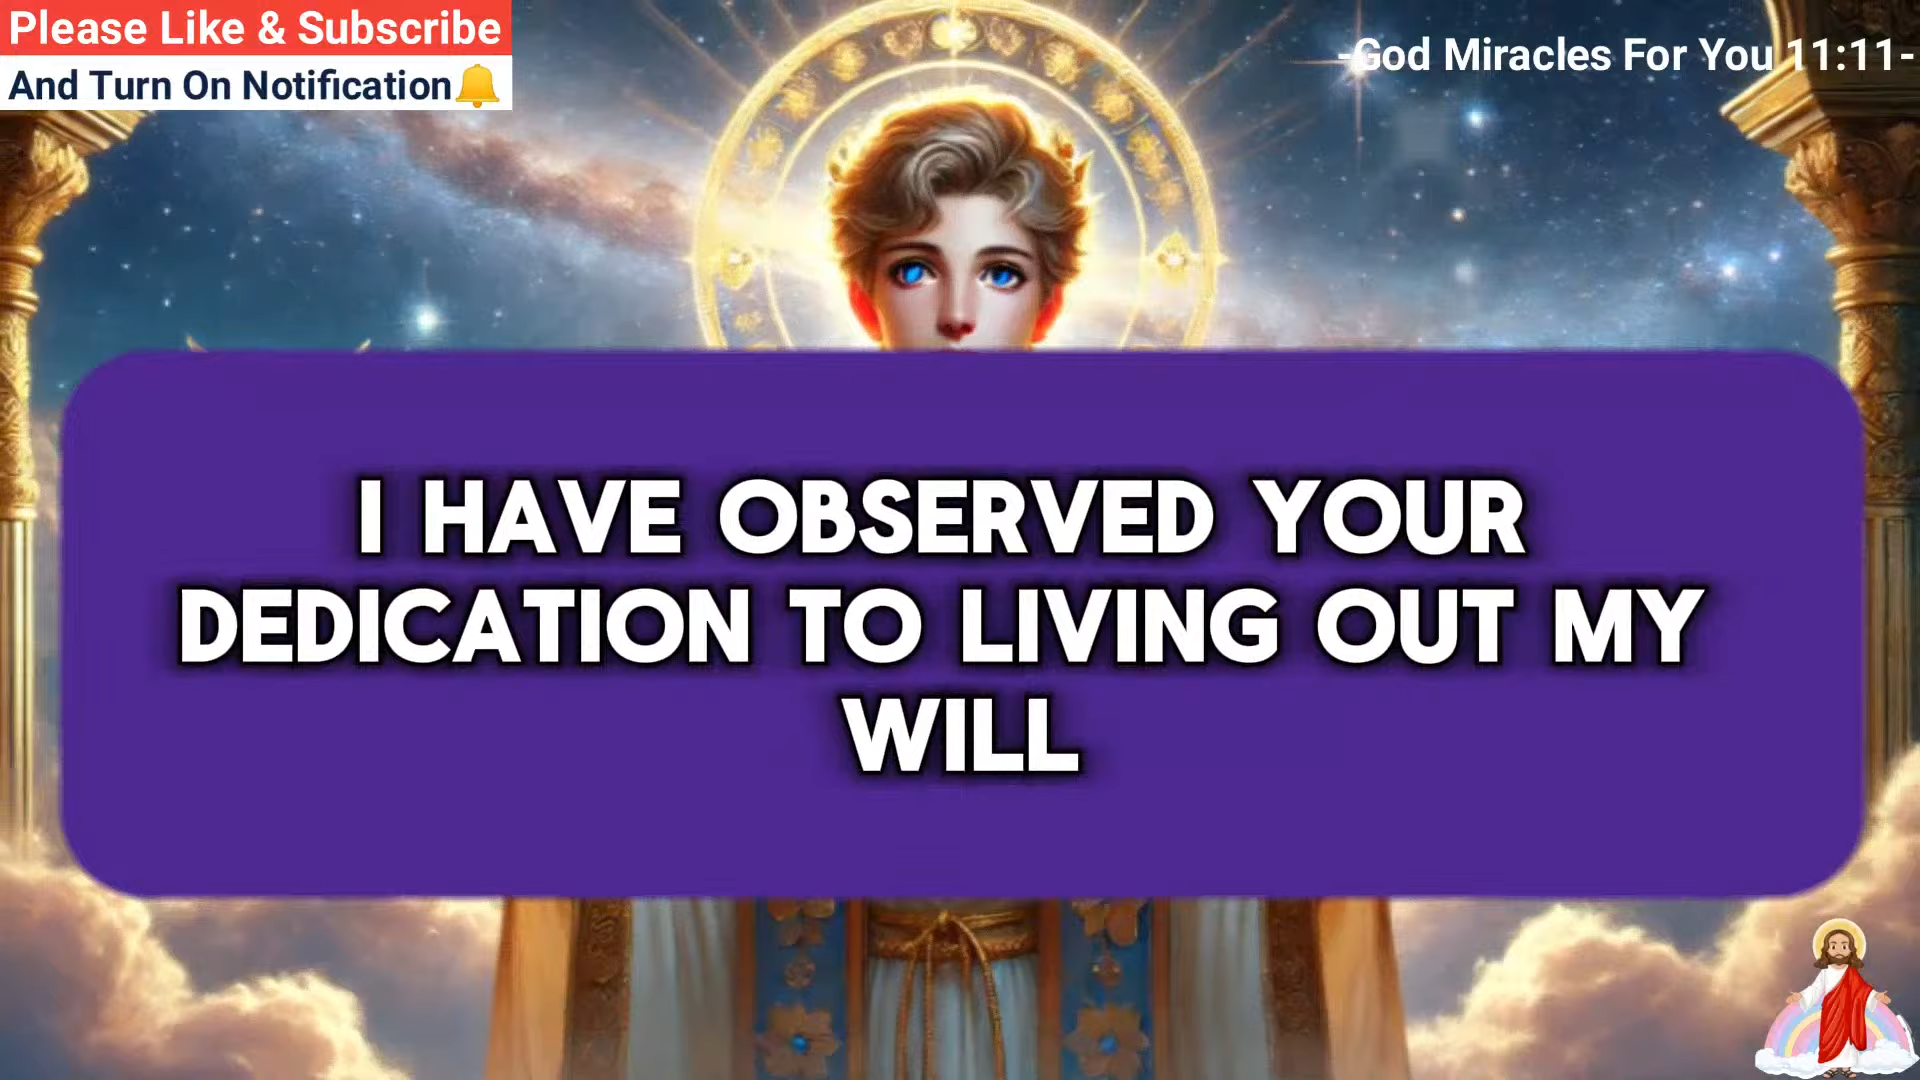 Please Like & Subscribe
And Turn On Notification🔔
-God Miracles For You 11:11-
I HAVE OBSERVED YOUR
DEDICATION TO LIVING OUT MY
WILL